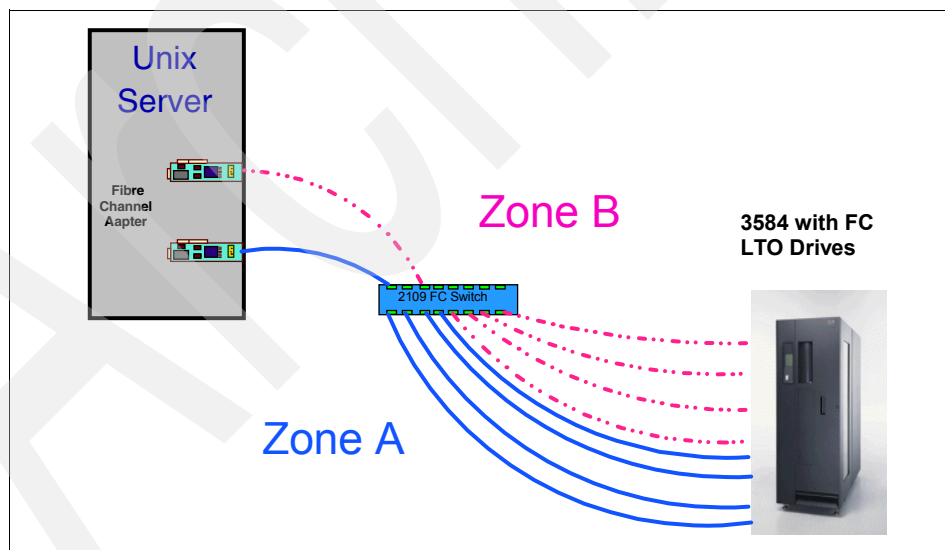 Unix
Server
Fibre
Channel
Aapter
Zone B
3584 with FC
LTO Drives
2109 FC Switch
Zone A